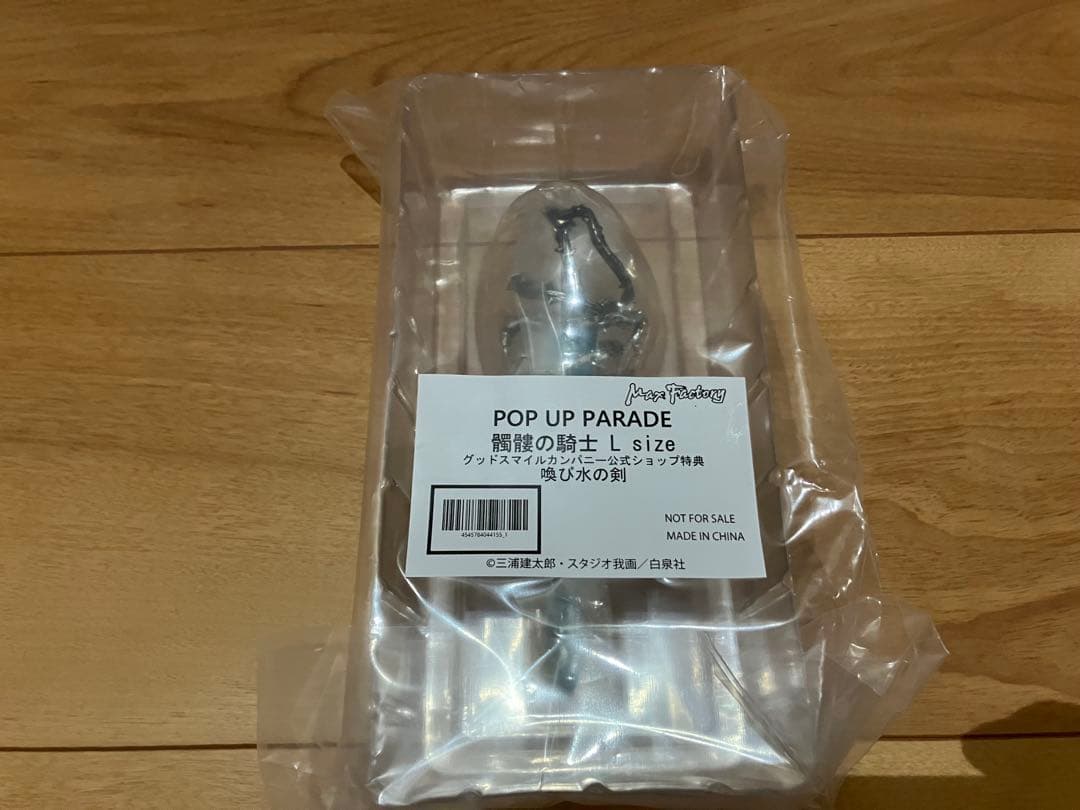 Max Factory
POP UP PARADE
髑髏の騎士 L size
グッドスマイルカンパニー公式ショップ特典
喚び水の剣
4545784044155_1
NOT FOR SALE
MADE IN CHINA
©三浦建太郎・スタジオ我画／白泉社